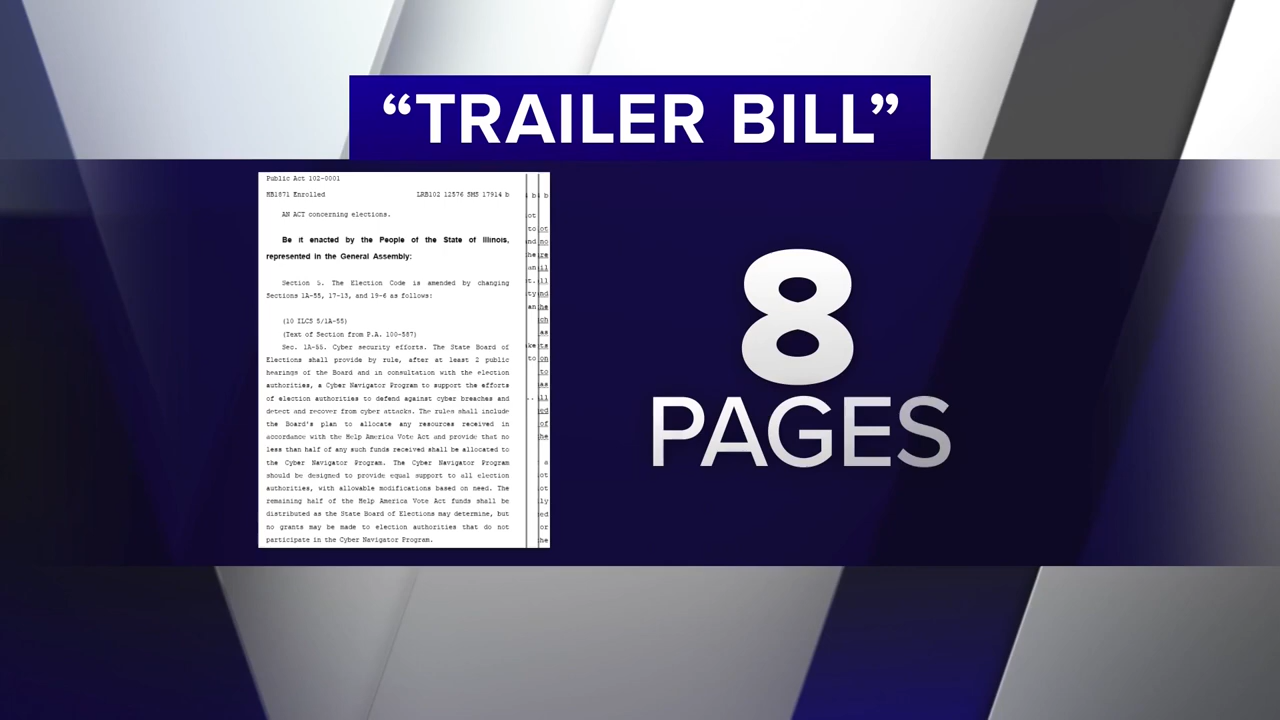 “TRAILER BILL”
Public Act 102-0001
HB1871 Enrolled LRB102 12576 SMS 17914 b
AN ACT concerning elections.
Be it enacted by the People of the State of Illinois,
represented in the General Assembly:
Section 5. The Election Code is amended by changing
Sections 1A-55, 17-13, and 19-6 as follows:
(10 ILCS 5/1A-55)
(Text of Section from P.A. 100-587)
Sec. 1A-55. Cyber security efforts. The State Board of
Elections shall provide by rule, after at least 2 public
hearings of the Board and in consultation with the election
authorities, a Cyber Navigator Program to support the efforts
of election authorities to defend against cyber breaches and
detect and recover from cyber attacks. The rules shall include
the Board's plan to allocate any resources received in
accordance with the Help America Vote Act and provide that no
less than half of any such funds received shall be allocated to
the Cyber Navigator Program. The Cyber Navigator Program
should be designed to provide equal support to all election
authorities, with allowable modifications based on need. The
remaining half of the Help America Vote Act funds shall be
distributed as the State Board of Elections may determine, but
no grants may be made to election authorities that do not
participate in the Cyber Navigator Program.
8
PAGES